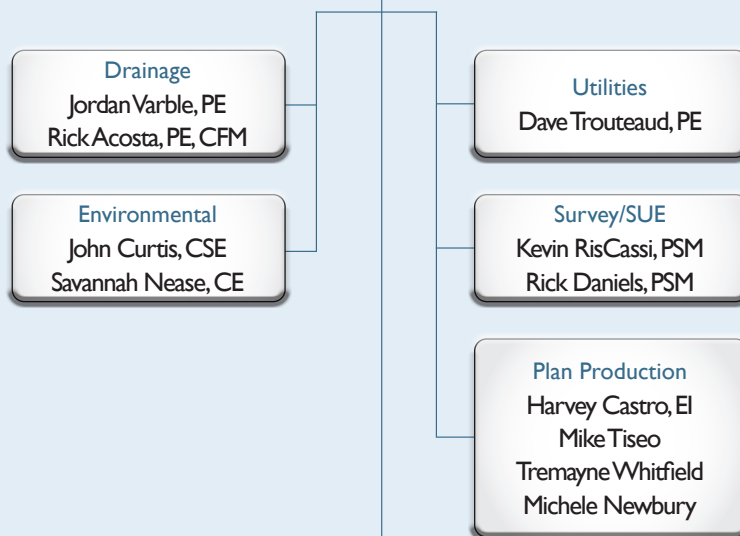 Drainage
Jordan Varble, PE
Rick Acosta, PE, CFM
Environmental
John Curtis, CSE
Savannah Nease, CE
Utilities
Dave Trouteaud, PE
Survey/SUE
Kevin RisCassi, PSM
Rick Daniels, PSM
Plan Production
Harvey Castro, EI
Mike Tiseo
Tremayne Whitfield
Michele Newbury